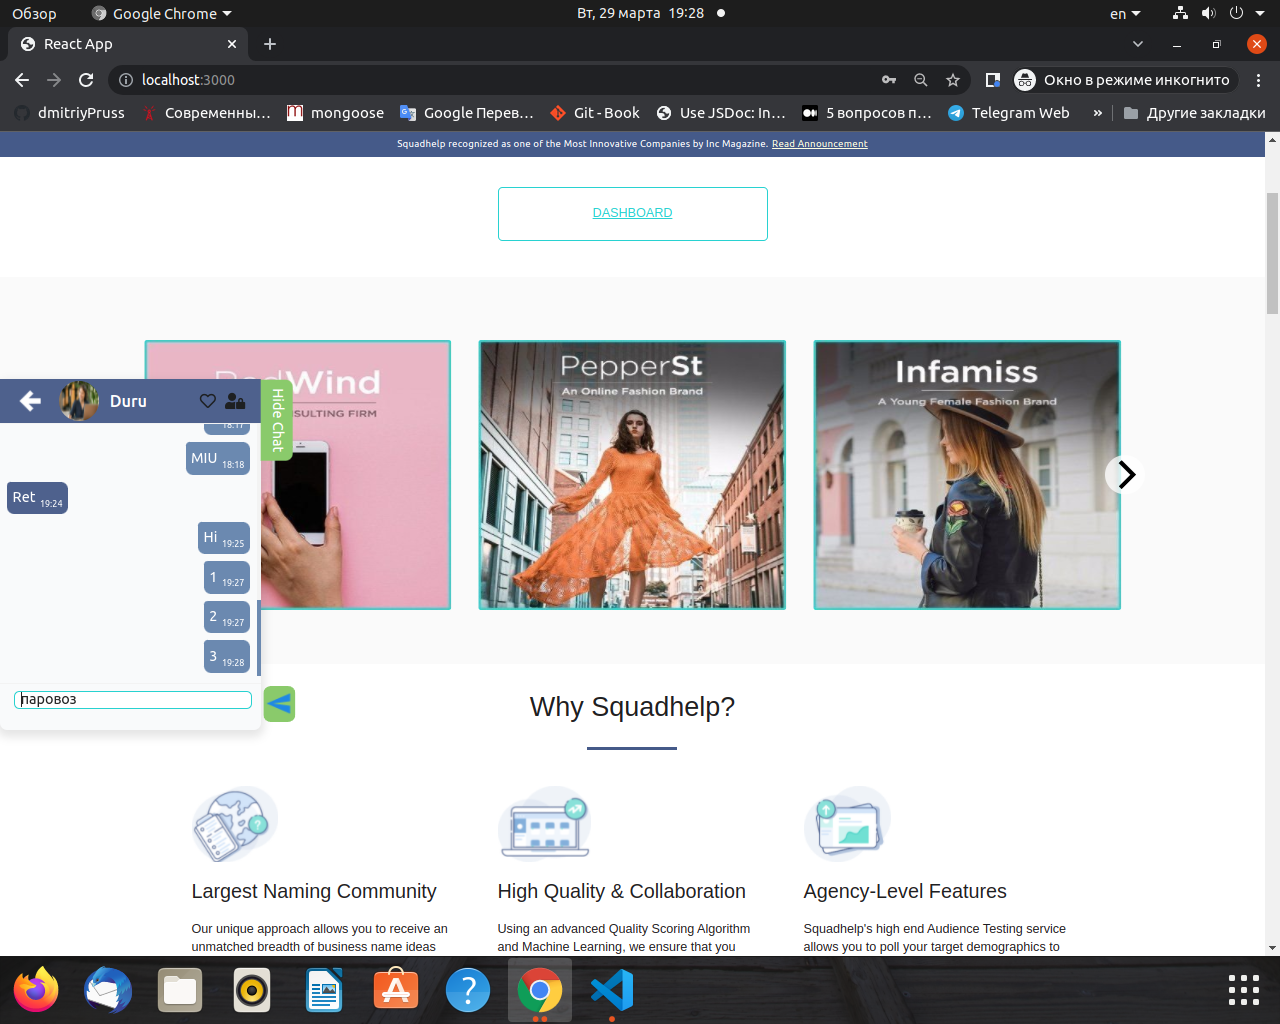 Обзор
Google Chrome
Вт, 29 марта 19:28
en
React App
localhost:3000
Окно в режиме инкогнито
dmitriyPruss
Современны…
mongoose
Google Перев…
Git - Book
Use JSDoc: In…
5 вопросов п…
Telegram Web
»
Другие закладки
Squadhelp recognized as one of the Most Innovative Companies by Inc Magazine. Read Announcement
DASHBOARD
RedWind
SULTING FIRM
PepperSt
An Online Fashion Brand
Infamiss
A Young Female Fashion Brand
Duru
Hide Chat
18:17
MIU 18:18
Ret 19:24
Hi 19:25
1 19:27
2 19:27
3 19:28
паровоз
Why Squadhelp?
Largest Naming Community
Our unique approach allows you to receive an
unmatched breadth of business name ideas
High Quality & Collaboration
Using an advanced Quality Scoring Algorithm
and Machine Learning, we ensure that you
Agency-Level Features
Squadhelp's high end Audience Testing service
allows you to poll your target demographics to